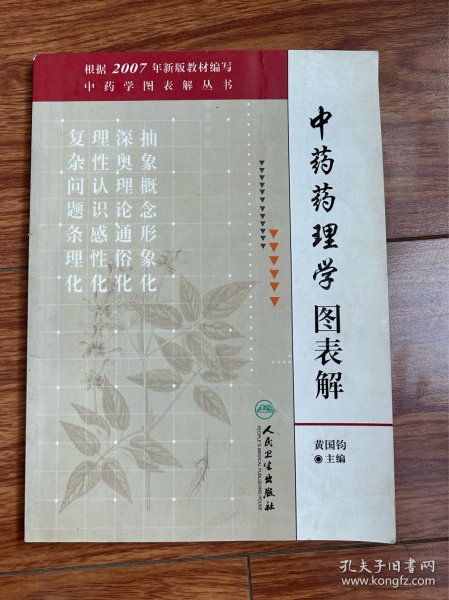 根据2007年新版教材编写
中药学图表解丛书
抽象概念形象化
深奥理论通俗化
理性认识感性化
复杂问题条理化
中药药理学
图表解
黄国钧
◉主编
人民卫生出版社
PEOPLE'S MEDICAL PUBLISHING HOUSE
孔夫子旧书网
www.kongfz.com